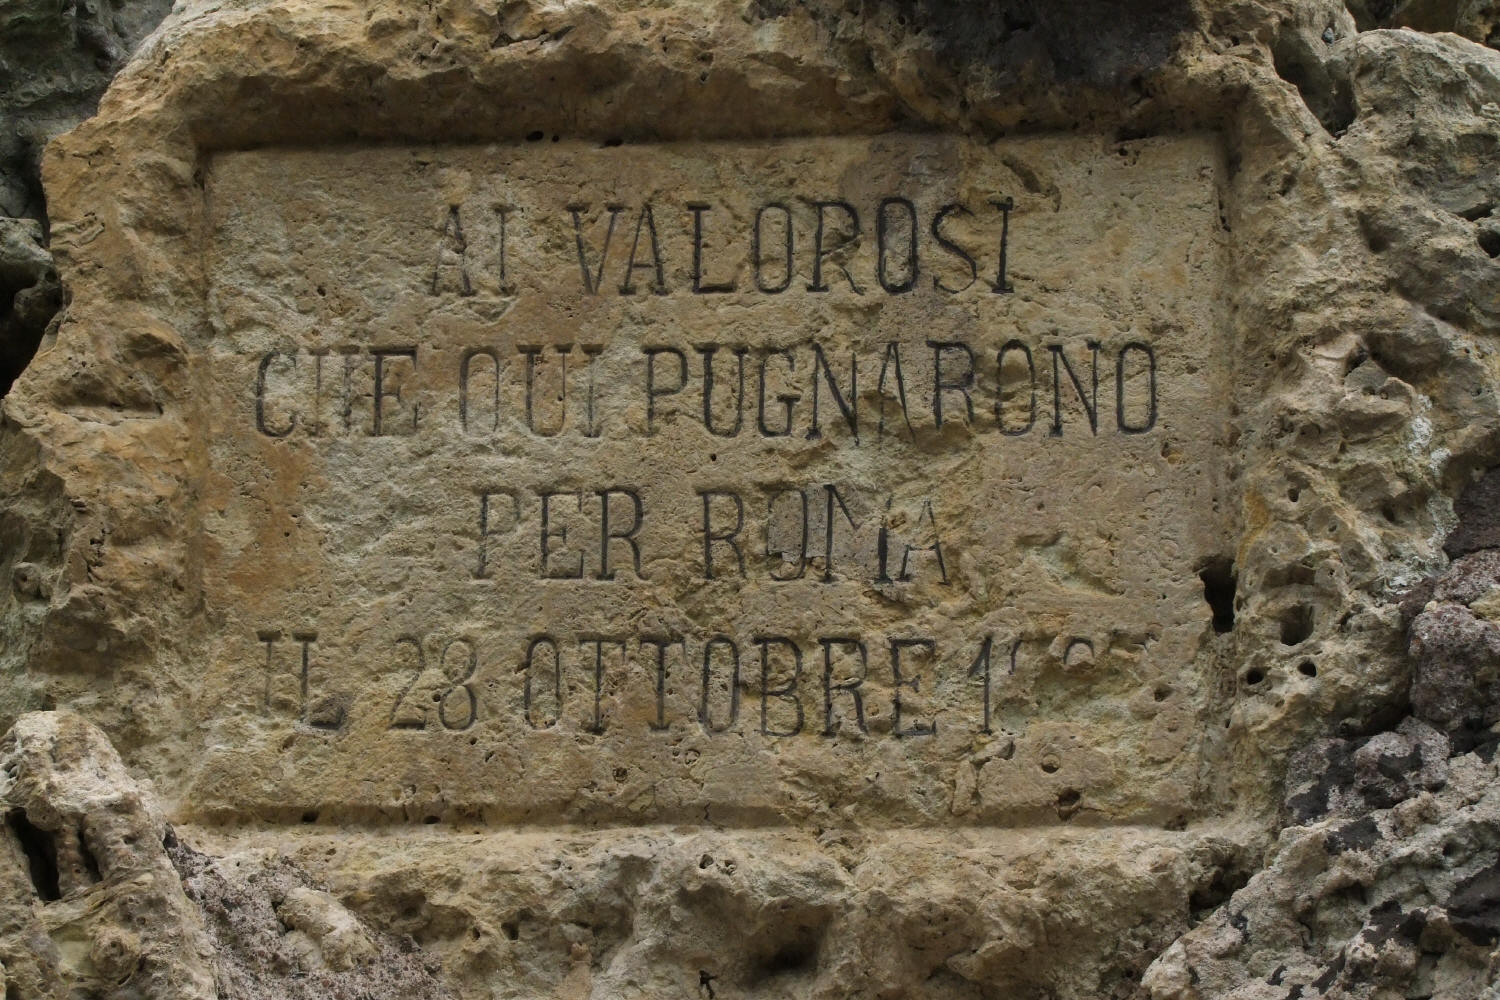 AI VALOROSI
CHE QUI PUGNARONO
PER ROMA
IL 28 OTTOBRE